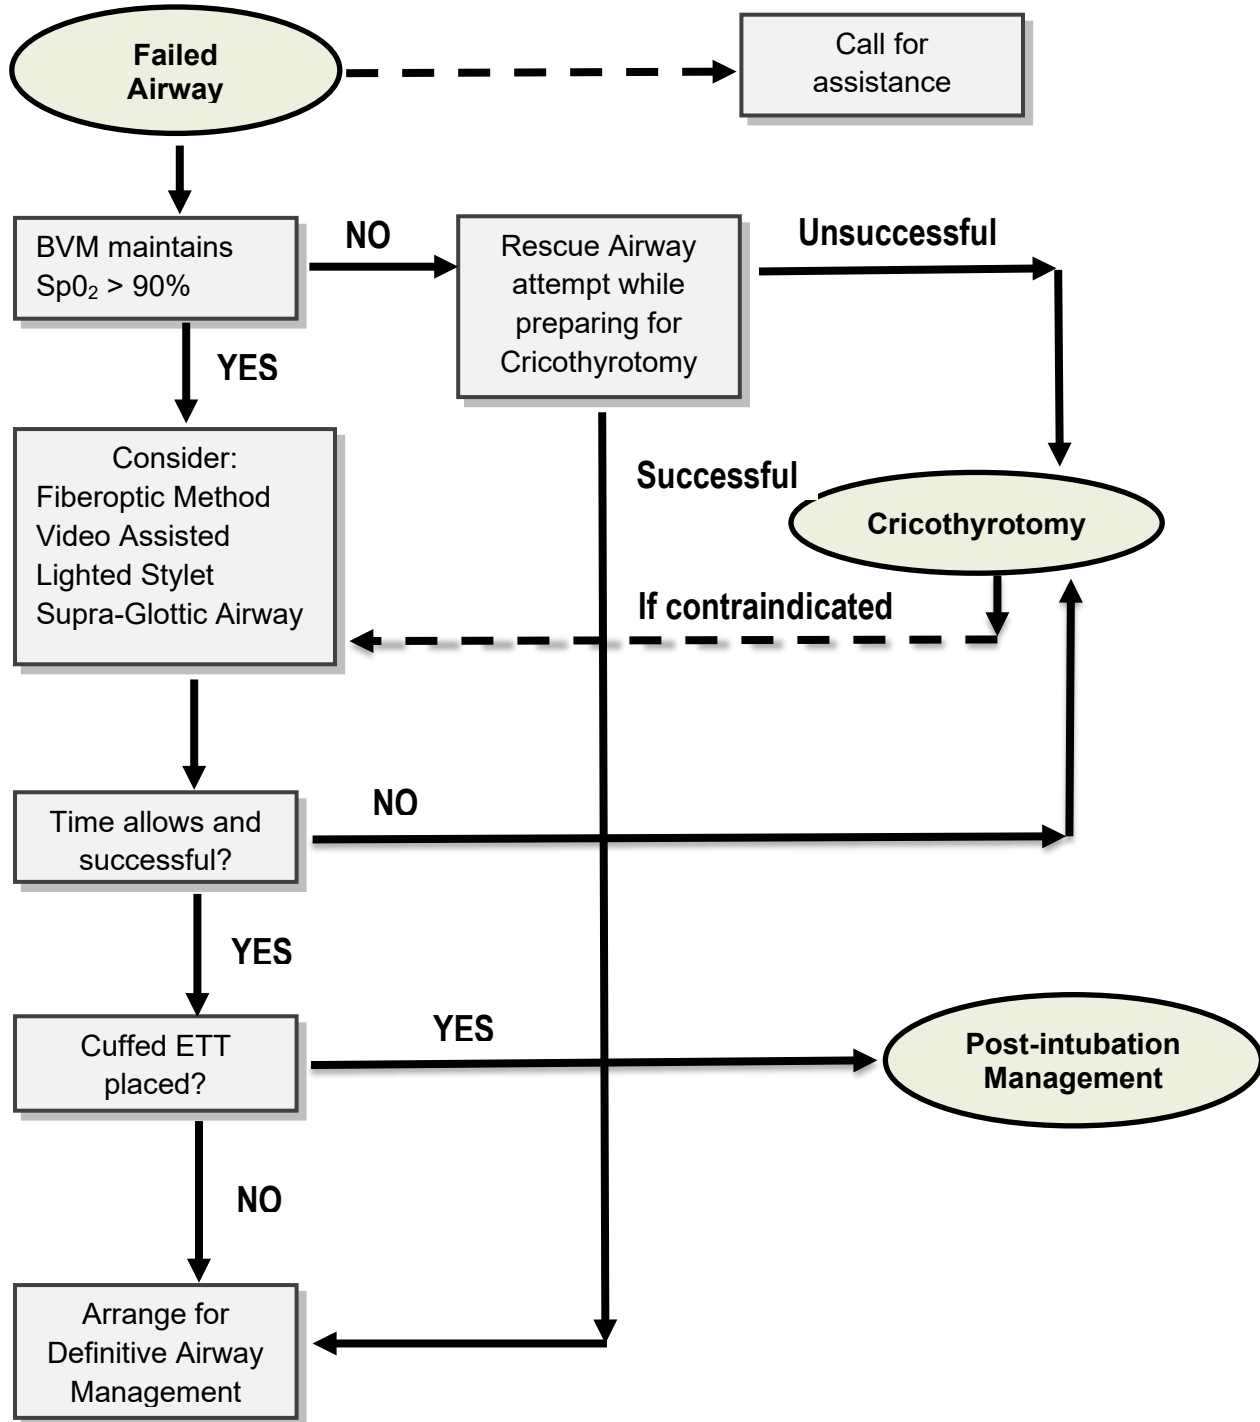 Failed
Airway
Call for
assistance
BVM maintains
Sp0₂ > 90%
NO
Rescue Airway
attempt while
preparing for
Cricothyrotomy
Unsuccessful
YES
Consider:
Fiberoptic Method
Video Assisted
Lighted Stylet
Supra-Glottic Airway
Successful
Cricothyrotomy
If contraindicated
Time allows and
successful?
NO
YES
Cuffed ETT
placed?
YES
Post-intubation
Management
NO
Arrange for
Definitive Airway
Management